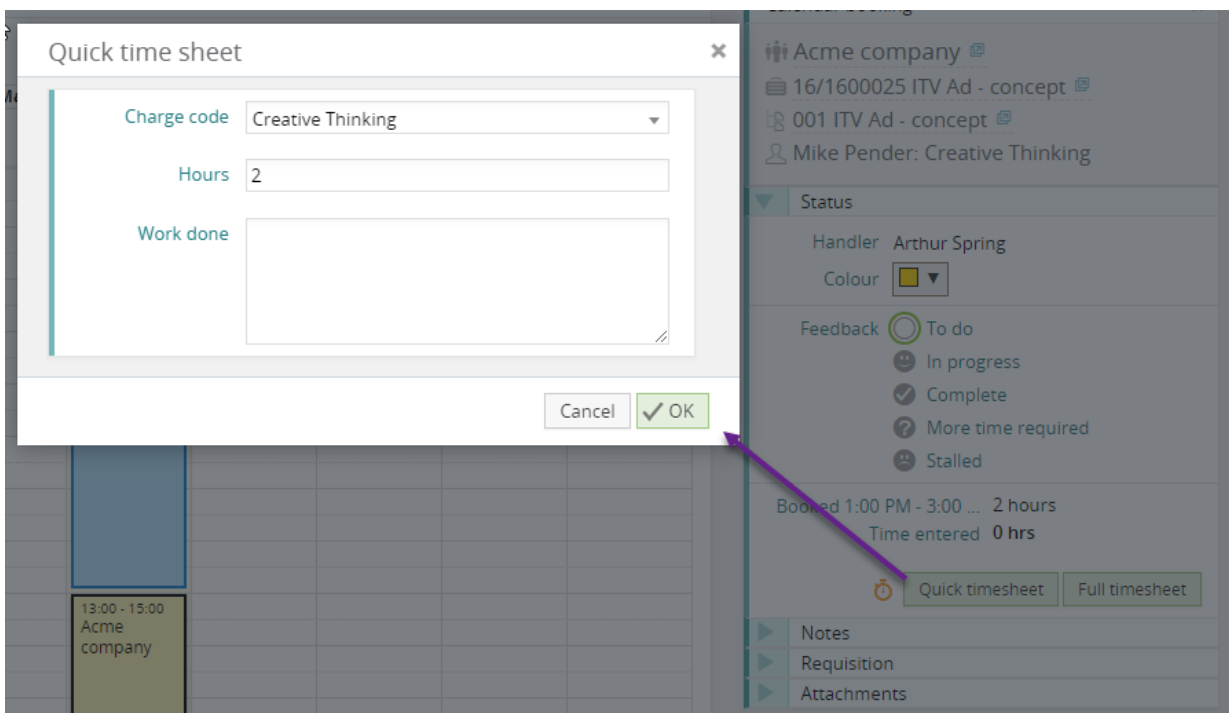 Quick time sheet
Charge code Creative Thinking
Hours 2
Work done
Cancel OK
Acme company
16/1600025 ITV Ad - concept
001 ITV Ad - concept
Mike Pender: Creative Thinking
Status
Handler Arthur Spring
Colour
Feedback To do
In progress
Complete
More time required
Stalled
Booked 1:00 PM - 3:00 ... 2 hours
Time entered 0 hrs
Quick timesheet Full timesheet
Notes
Requisition
Attachments
13:00 - 15:00
Acme
company